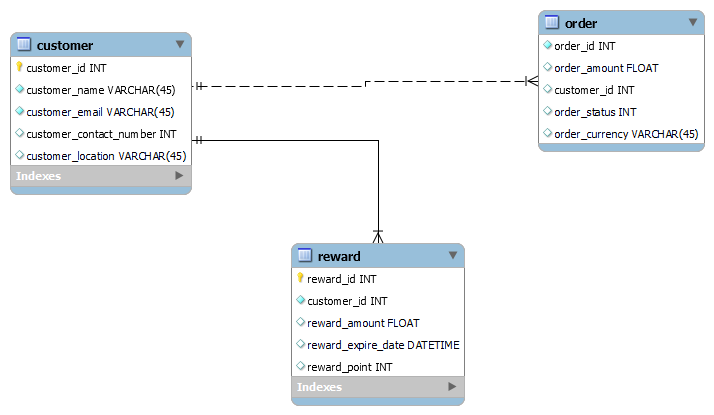 customer
customer_id INT
customer_name VARCHAR(45)
customer_email VARCHAR(45)
customer_contact_number INT
customer_location VARCHAR(45)
Indexes
order
order_id INT
order_amount FLOAT
customer_id INT
order_status INT
order_currency VARCHAR(45)
reward
reward_id INT
customer_id INT
reward_amount FLOAT
reward_expire_date DATETIME
reward_point INT
Indexes